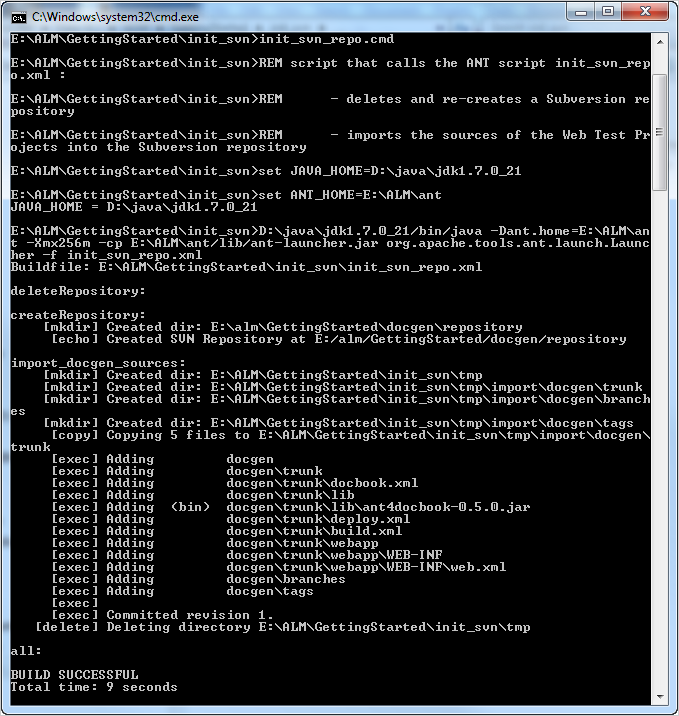 C:\Windows\system32\cmd.exe
E:\ALM\GettingStarted\init_svn>init_svn_repo.cmd
E:\ALM\GettingStarted\init_svn>REM script that calls the ANT script init_svn_rep
o.xml :
E:\ALM\GettingStarted\init_svn>REM      - deletes and re-creates a Subversion re
pository
E:\ALM\GettingStarted\init_svn>REM      - imports the sources of the Web Test Pr
ojects into the Subversion repository
E:\ALM\GettingStarted\init_svn>set JAVA_HOME=D:\java\jdk1.7.0_21
E:\ALM\GettingStarted\init_svn>set ANT_HOME=E:\ALM\ant
JAVA_HOME = D:\java\jdk1.7.0_21
E:\ALM\GettingStarted\init_svn>D:\java\jdk1.7.0_21/bin/java -Dant.home=E:\ALM\an
t -Xmx256m -cp E:\ALM\ant/lib/ant-launcher.jar org.apache.tools.ant.launch.Launc
her -f init_svn_repo.xml
Buildfile: E:\ALM\GettingStarted\init_svn\init_svn_repo.xml
deleteRepository:
createRepository:
    [mkdir] Created dir: E:\alm\GettingStarted\docgen\repository
     [echo] Created SVN Repository at E:/alm/GettingStarted/docgen/repository
import_docgen_sources:
    [mkdir] Created dir: E:\ALM\GettingStarted\init_svn\tmp
    [mkdir] Created dir: E:\ALM\GettingStarted\init_svn\tmp\import\docgen\trunk
    [mkdir] Created dir: E:\ALM\GettingStarted\init_svn\tmp\import\docgen\branch
es
    [mkdir] Created dir: E:\ALM\GettingStarted\init_svn\tmp\import\docgen\tags
     [copy] Copying 5 files to E:\ALM\GettingStarted\init_svn\tmp\import\docgen\
trunk
     [exec] Adding         docgen
     [exec] Adding         docgen\trunk
     [exec] Adding         docgen\trunk\docbook.xml
     [exec] Adding         docgen\trunk\lib
     [exec] Adding  (bin)  docgen\trunk\lib\ant4docbook-0.5.0.jar
     [exec] Adding         docgen\trunk\deploy.xml
     [exec] Adding         docgen\trunk\build.xml
     [exec] Adding         docgen\trunk\webapp
     [exec] Adding         docgen\trunk\webapp\WEB-INF
     [exec] Adding         docgen\trunk\webapp\WEB-INF\web.xml
     [exec] Adding         docgen\branches
     [exec] Adding         docgen\tags
     [exec]
     [exec] Committed revision 1.
   [delete] Deleting directory E:\ALM\GettingStarted\init_svn\tmp
all:
BUILD SUCCESSFUL
Total time: 9 seconds